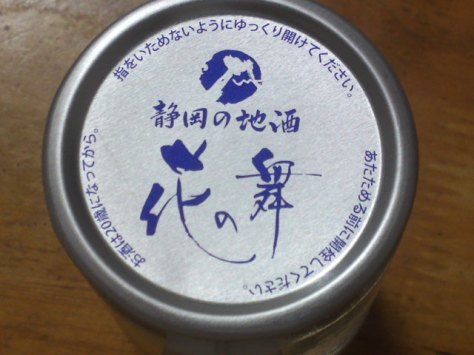 指をいためないようにゆっくり開けてください。
静岡の地酒
花の舞
あたためる前に開栓してください。
お酒は20歳になってから。